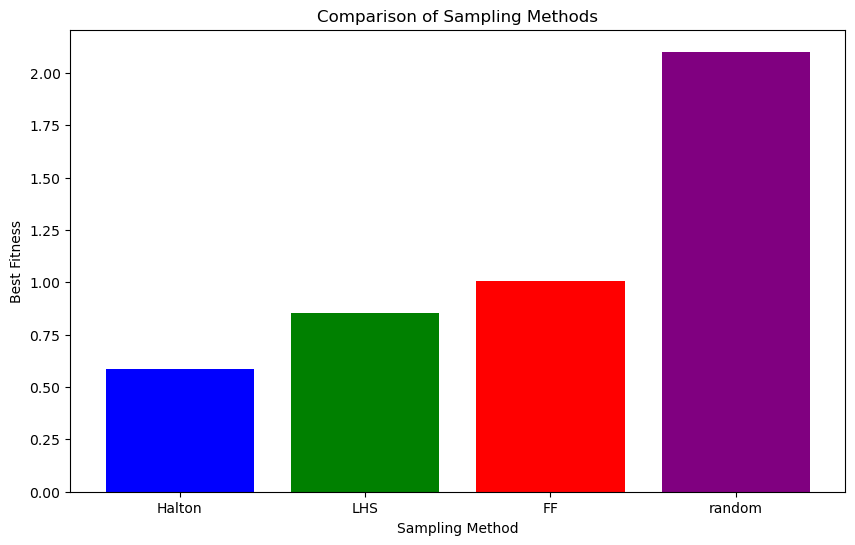 Comparison of Sampling Methods
2.00
1.75
1.50
1.25
1.00
0.75
0.50
0.25
0.00
Best Fitness
Halton LHS FF random
Sampling Method